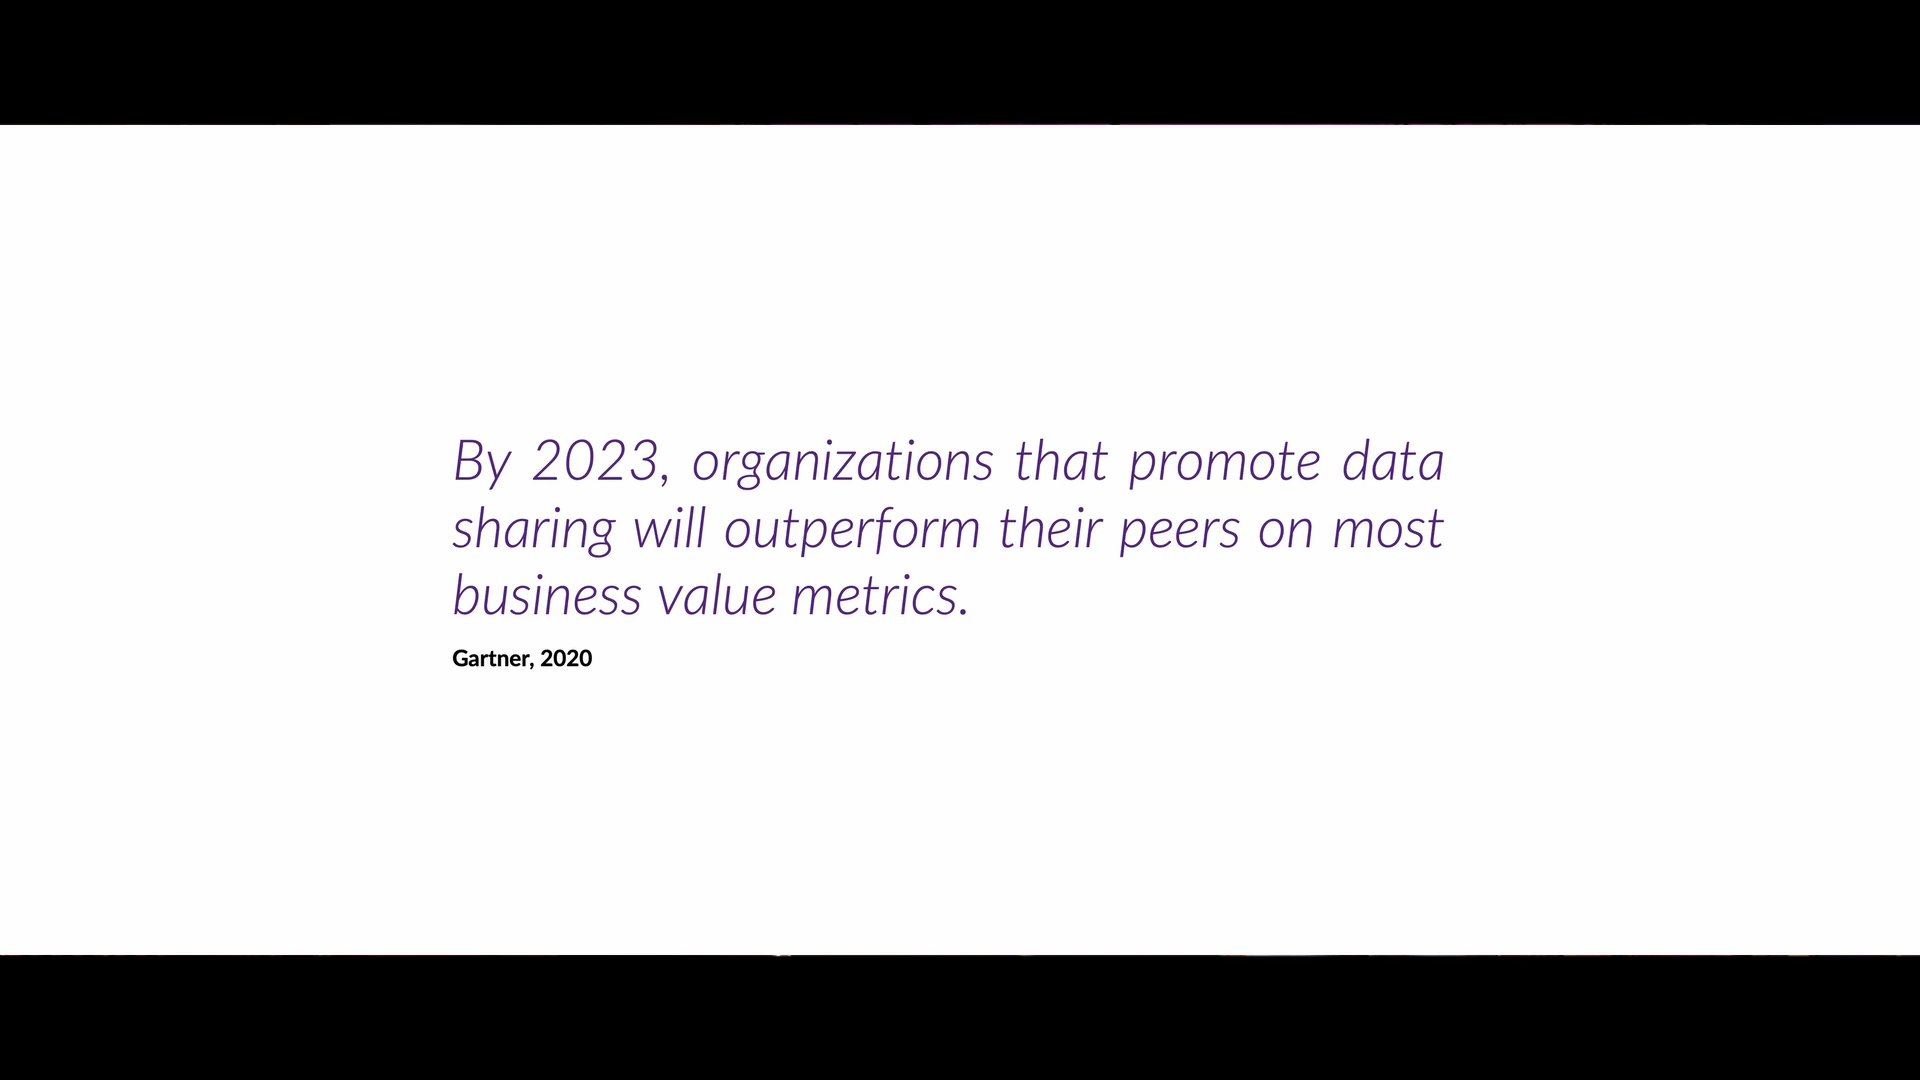 By 2023, organizations that promote data
sharing will outperform their peers on most
business value metrics.
Gartner, 2020